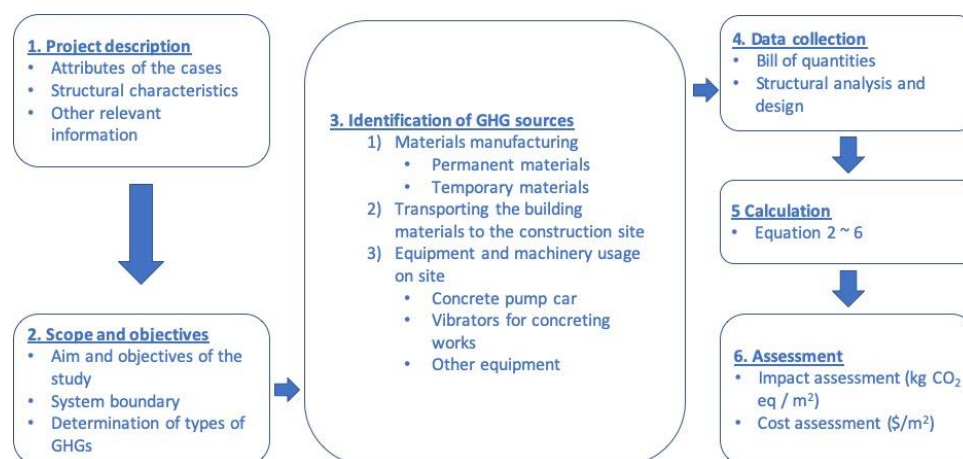 1. Project description
• Attributes of the cases
• Structural characteristics
• Other relevant
information
2. Scope and objectives
• Aim and objectives of the
study
• System boundary
• Determination of types of
GHGs
3. Identification of GHG sources
1) Materials manufacturing
• Permanent materials
• Temporary materials
2) Transporting the building
materials to the construction site
3) Equipment and machinery usage
on site
• Concrete pump car
• Vibrators for concreting
works
• Other equipment
4. Data collection
• Bill of quantities
• Structural analysis and
design
5 Calculation
• Equation 2 ~ 6
6. Assessment
• Impact assessment (kg CO₂
eq / m²)
• Cost assessment ($/m²)